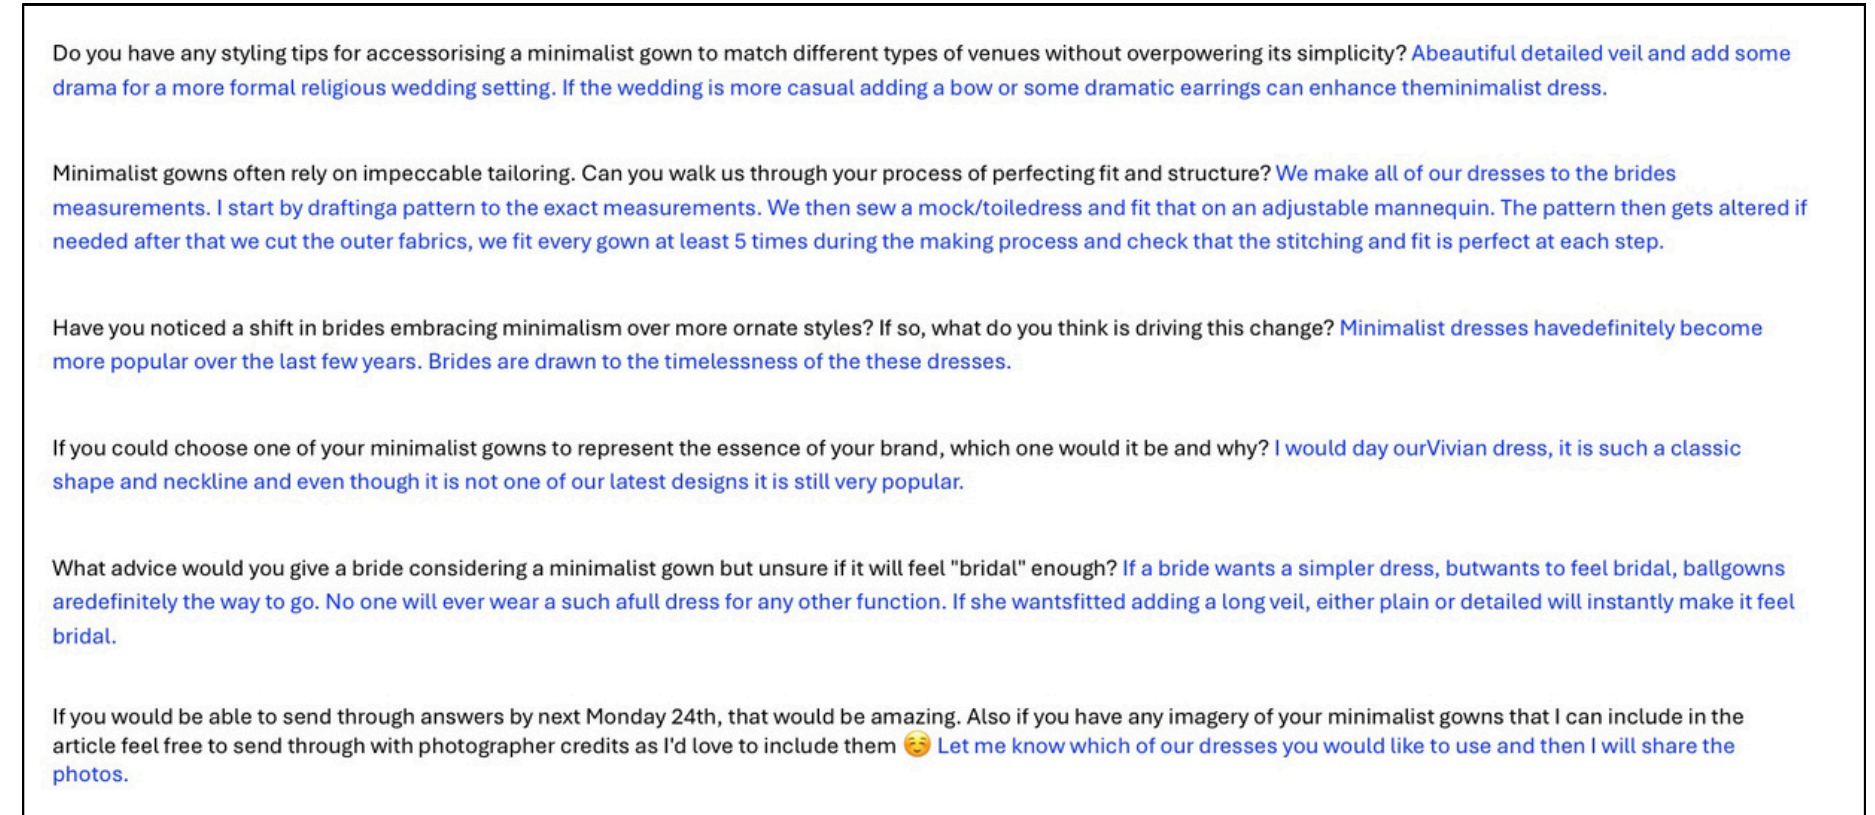 Do you have any styling tips for accessorising a minimalist gown to match different types of venues without overpowering its simplicity? Abeautiful detailed veil and add some
drama for a more formal religious wedding setting. If the wedding is more casual adding a bow or some dramatic earrings can enhance theminimalist dress.
Minimalist gowns often rely on impeccable tailoring. Can you walk us through your process of perfecting fit and structure? We make all of our dresses to the brides
measurements. I start by draftinga pattern to the exact measurements. We then sew a mock/toiledress and fit that on an adjustable mannequin. The pattern then gets altered if
needed after that we cut the outer fabrics, we fit every gown at least 5 times during the making process and check that the stitching and fit is perfect at each step.
Have you noticed a shift in brides embracing minimalism over more ornate styles? If so, what do you think is driving this change? Minimalist dresses havedefinitely become
more popular over the last few years. Brides are drawn to the timelessness of the these dresses.
If you could choose one of your minimalist gowns to represent the essence of your brand, which one would it be and why? I would day ourVivian dress, it is such a classic
shape and neckline and even though it is not one of our latest designs it is still very popular.
What advice would you give a bride considering a minimalist gown but unsure if it will feel "bridal" enough? If a bride wants a simpler dress, butwants to feel bridal, ballgowns
aredefinitely the way to go. No one will ever wear a such afull dress for any other function. If she wantsfitted adding a long veil, either plain or detailed will instantly make it feel
bridal.
If you would be able to send through answers by next Monday 24th, that would be amazing. Also if you have any imagery of your minimalist gowns that I can include in the
article feel free to send through with photographer credits as I'd love to include them ☺️ Let me know which of our dresses you would like to use and then I will share the
photos.